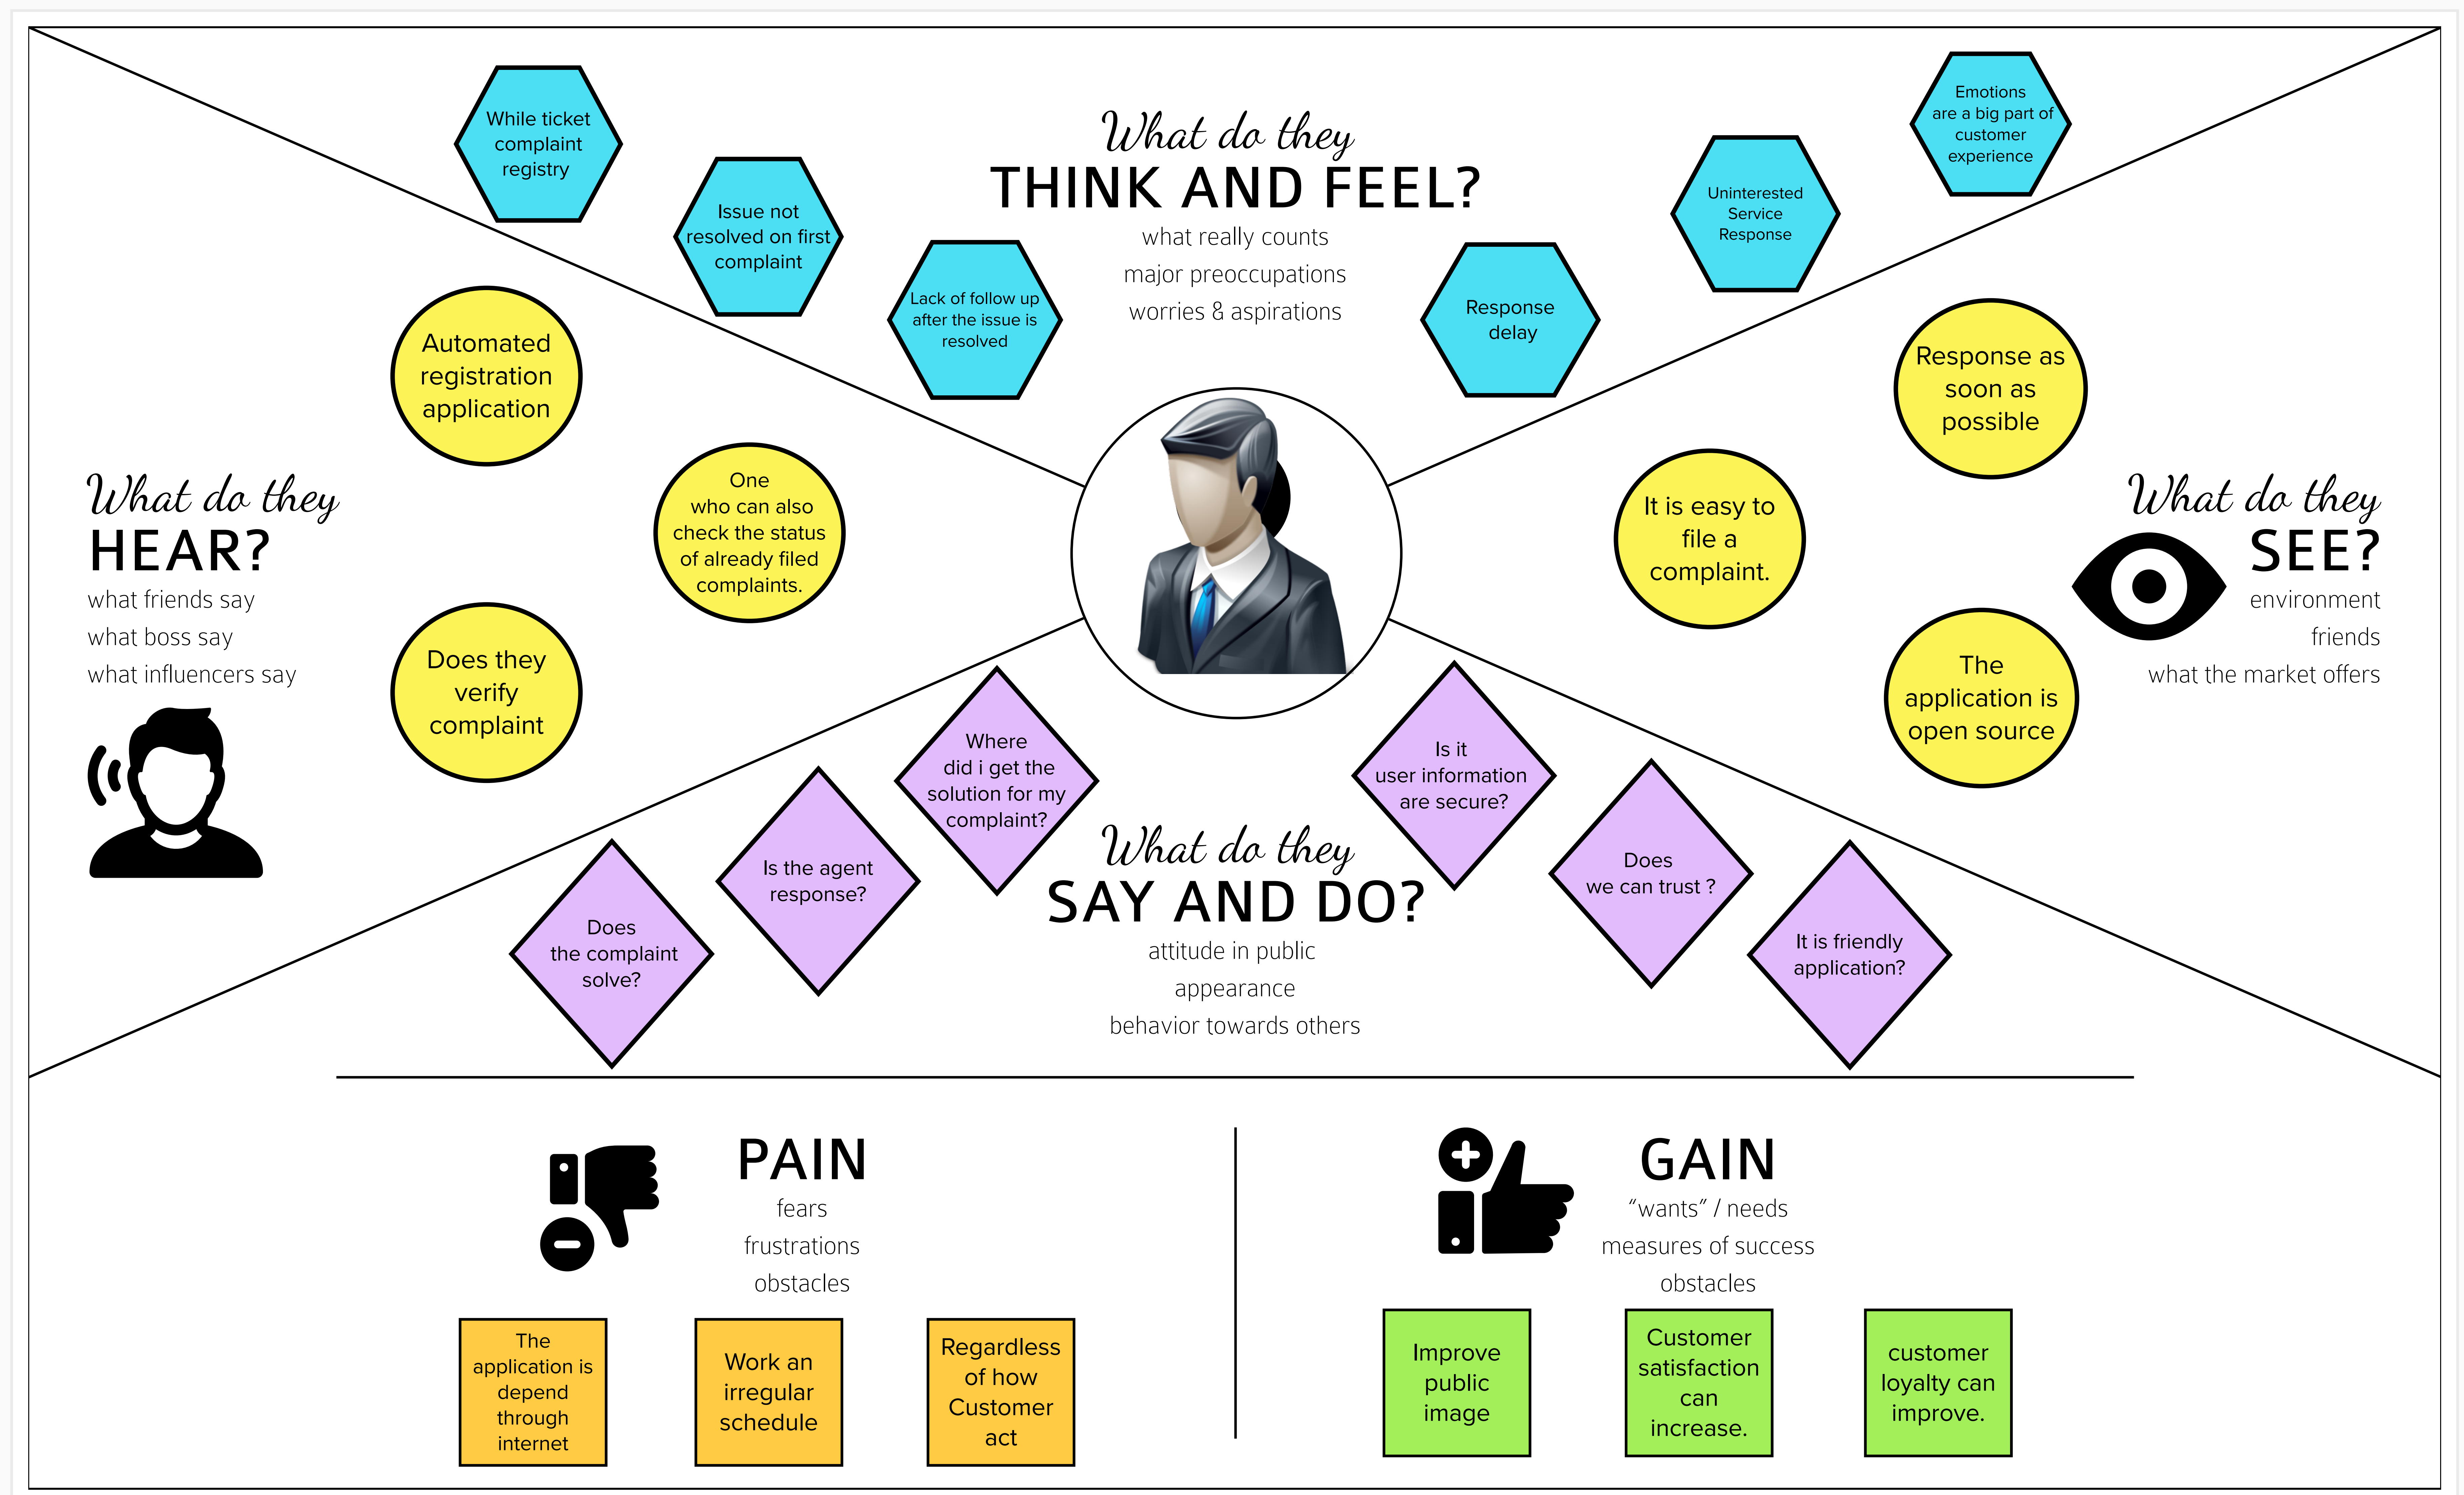 While ticket
complaint
registry
Issue not
resolved on first
complaint
Lack of follow up
after the issue is
resolved
What do they
THINK AND FEEL?
what really counts
major preoccupations
worries & aspirations
Response
delay
Uninterested
Service
Response
Emotions
are a big part of
customer
experience
What do they
HEAR?
what friends say
what boss say
what influencers say
Automated
registration
application
One
who can also
check the status
of already filed
complaints.
Does they
verify
complaint
Response as
soon as
possible
It is easy to
file a
complaint.
The
application is
open source
What do they
SEE?
environment
friends
what the market offers
Does
the complaint
solve?
Is the agent
response?
Where
did i get the
solution for my
complaint?
What do they
SAY AND DO?
attitude in public
appearance
behavior towards others
Is it
user information
are secure?
Does
we can trust ?
It is friendly
application?
PAIN
fears
frustrations
obstacles
The
application is
depend
through
internet
Work an
irregular
schedule
Regardless
of how
Customer
act
GAIN
“wants” / needs
measures of success
obstacles
Improve
public
image
Customer
satisfaction
can
increase.
customer
loyalty can
improve.